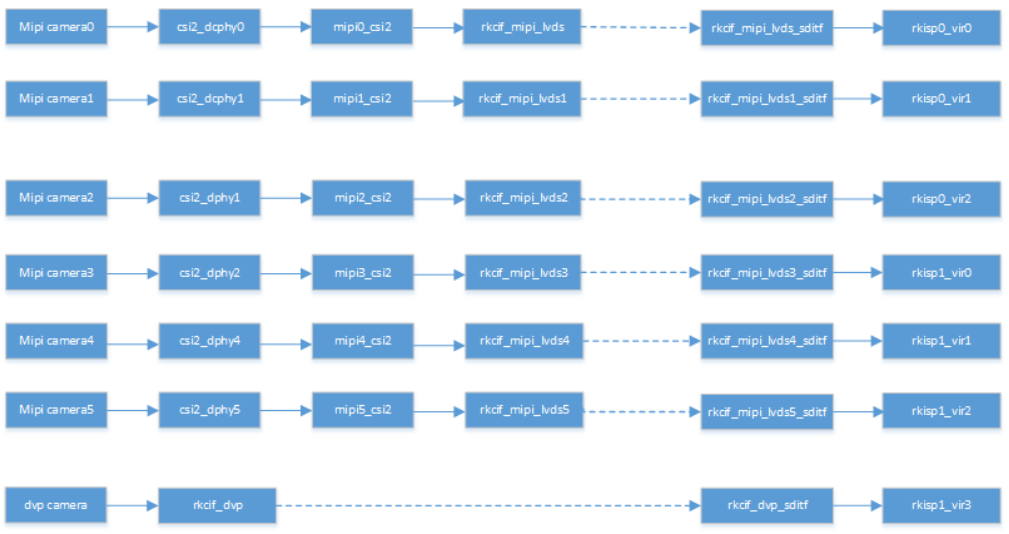 Mipi camera0 csi2_dcphy0 mipi0_csi2 rkcif_mipi_lvds rkcif_mipi_lvds_sditf rkisp0_vir0
Mipi camera1 csi2_dcphy1 mipi1_csi2 rkcif_mipi_lvds1 rkcif_mipi_lvds1_sditf rkisp0_vir1
Mipi camera2 csi2_dphy1 mipi2_csi2 rkcif_mipi_lvds2 rkcif_mipi_lvds2_sditf rkisp0_vir2
Mipi camera3 csi2_dphy2 mipi3_csi2 rkcif_mipi_lvds3 rkcif_mipi_lvds3_sditf rkisp1_vir0
Mipi camera4 csi2_dphy4 mipi4_csi2 rkcif_mipi_lvds4 rkcif_mipi_lvds4_sditf rkisp1_vir1
Mipi camera5 csi2_dphy5 mipi5_csi2 rkcif_mipi_lvds5 rkcif_mipi_lvds5_sditf rkisp1_vir2
dvp camera rkcif_dvp rkcif_dvp_sditf rkisp1_vir3